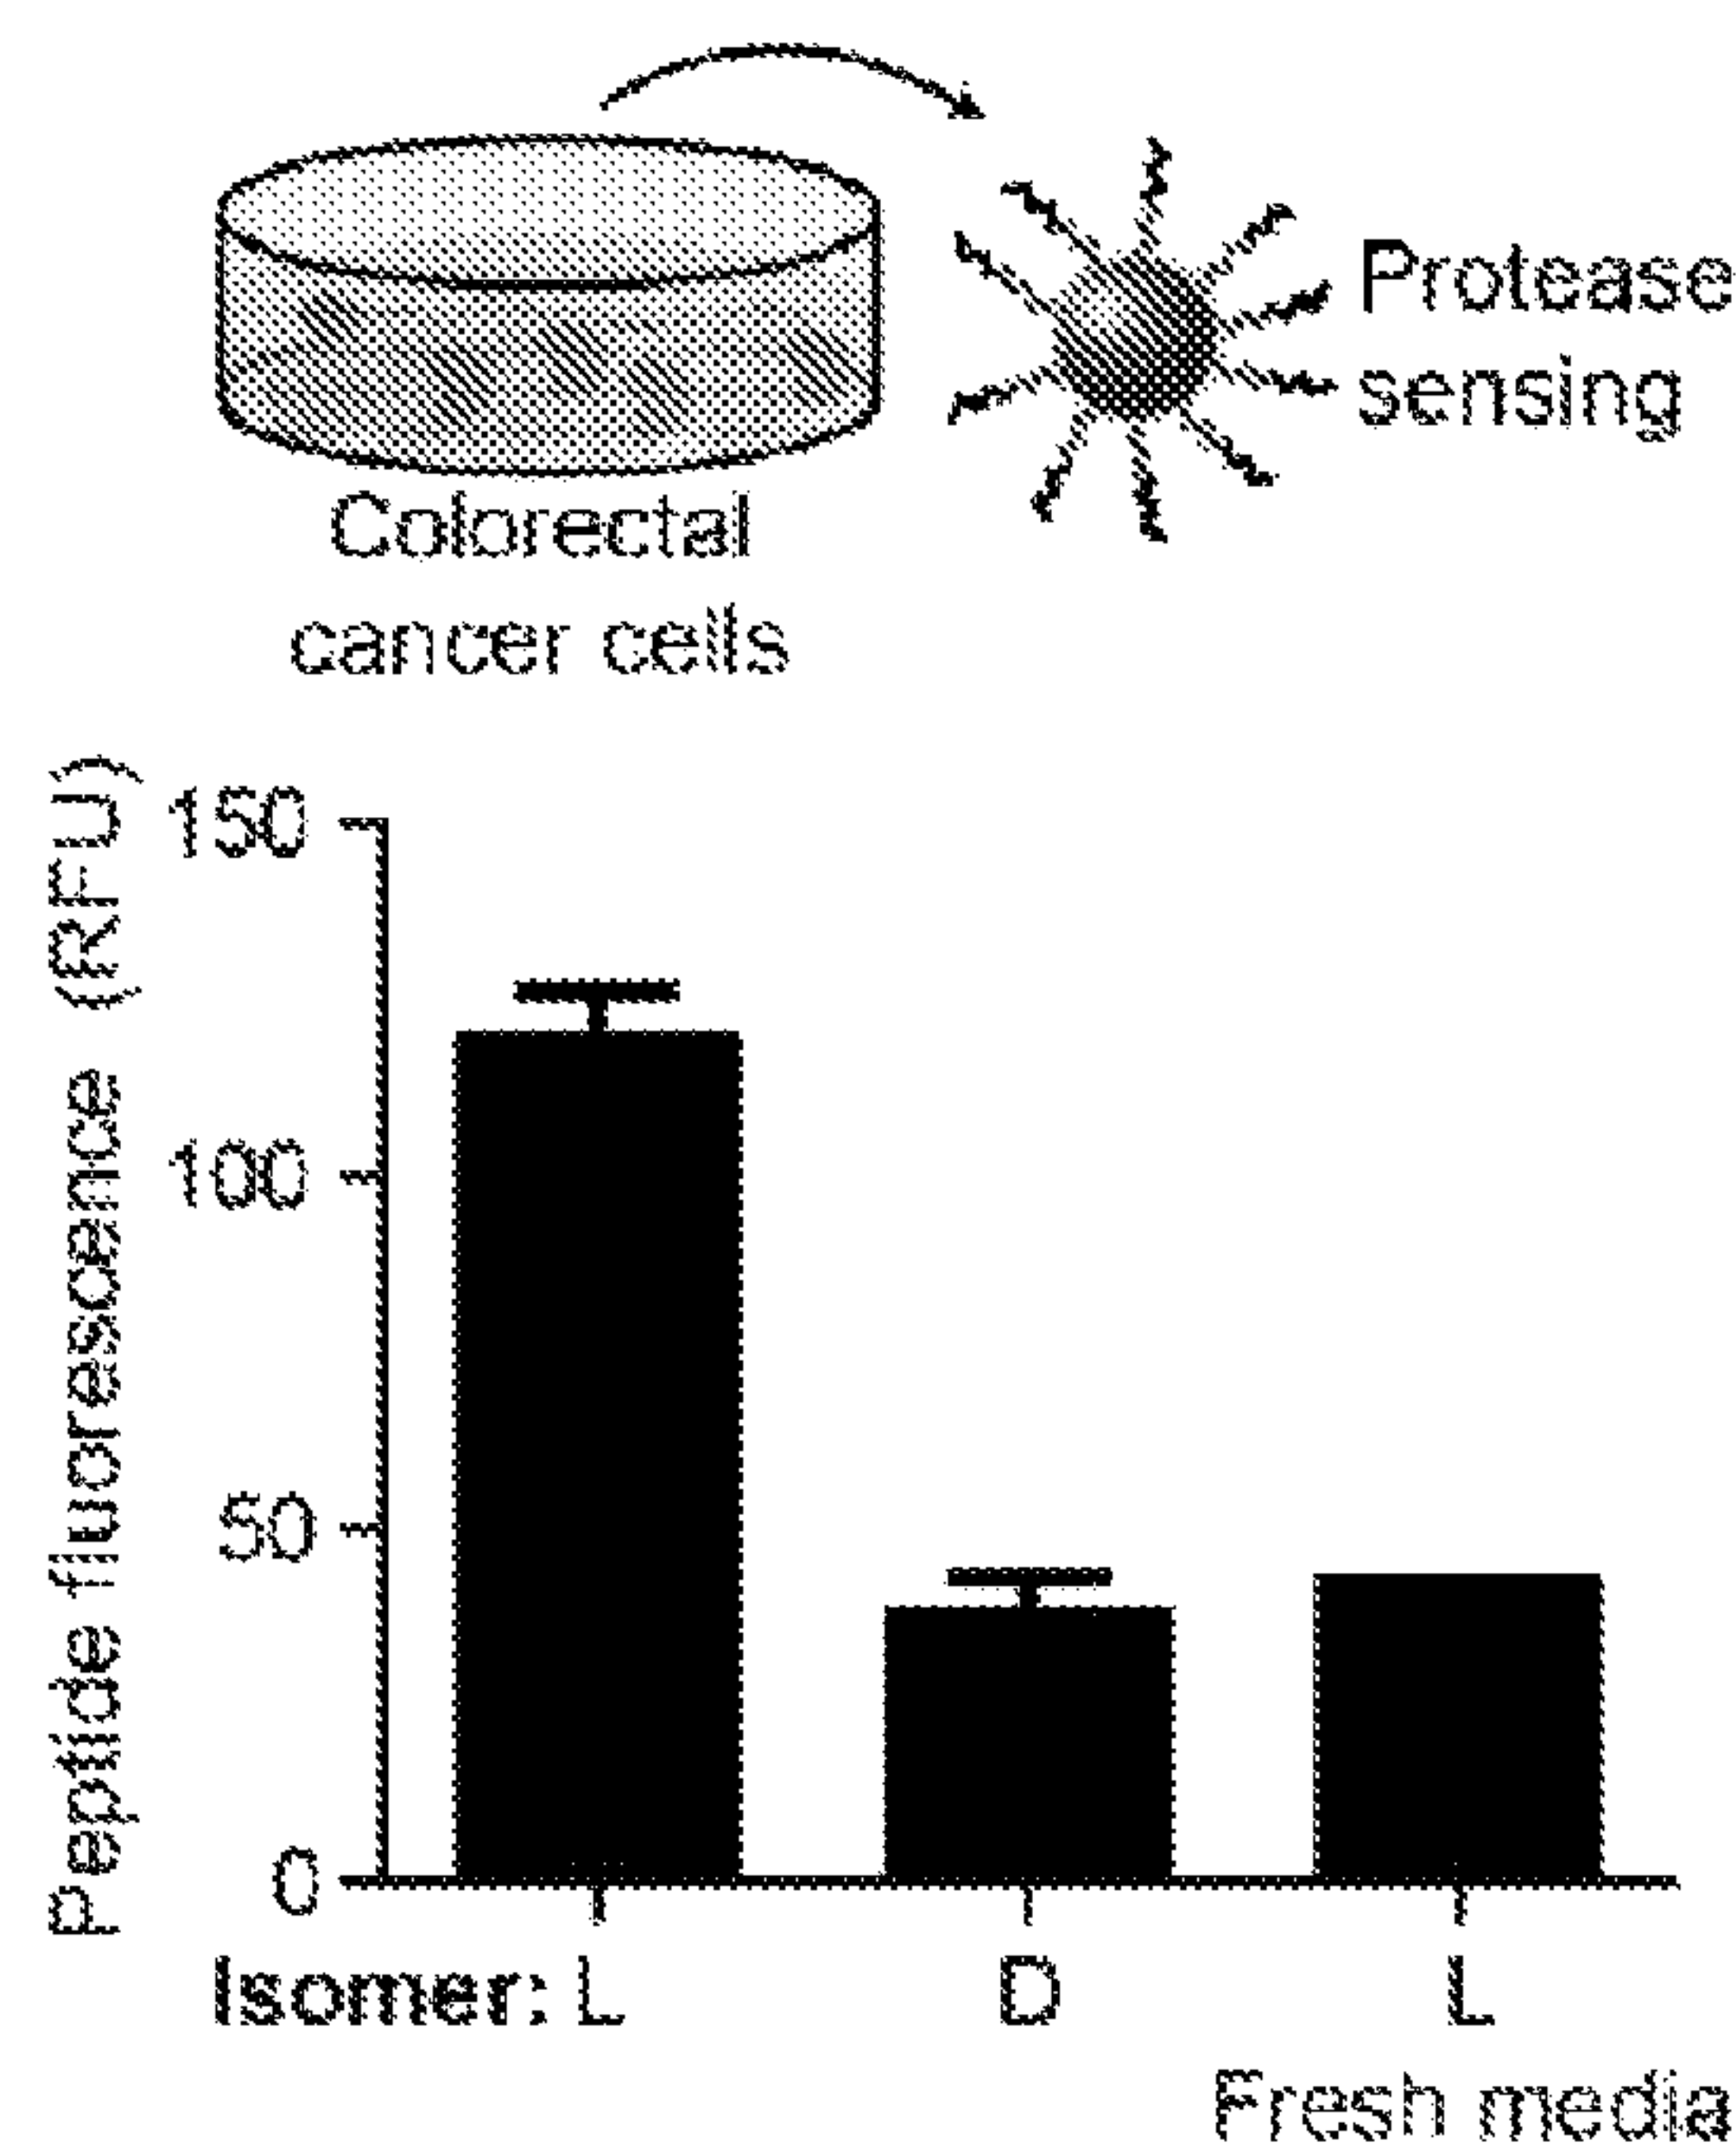 Protease
sensing
Colorectal
cancer cells
Peptide fluorescence (RFU)
150
100
50
0
Isomer: L D L
Fresh media